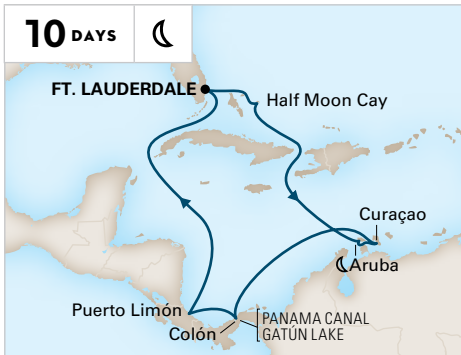 10 DAYS
FT. LAUDERDALE
Half Moon Cay
Curaçao
Aruba
Puerto Limón
Colón
PANAMA CANAL
GATÚN LAKE